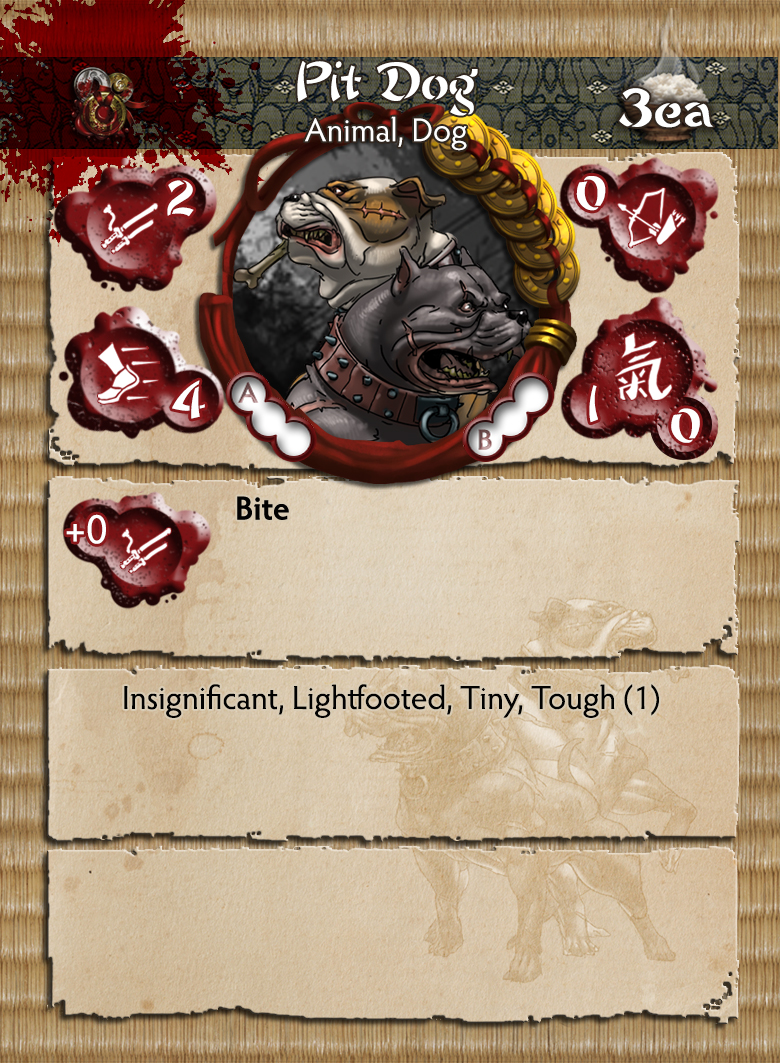 Pit Dog
3ea
Animal, Dog
2
0
4
氣
1
0
A
B
+0
Bite
Insignificant, Lightfooted, Tiny, Tough (1)